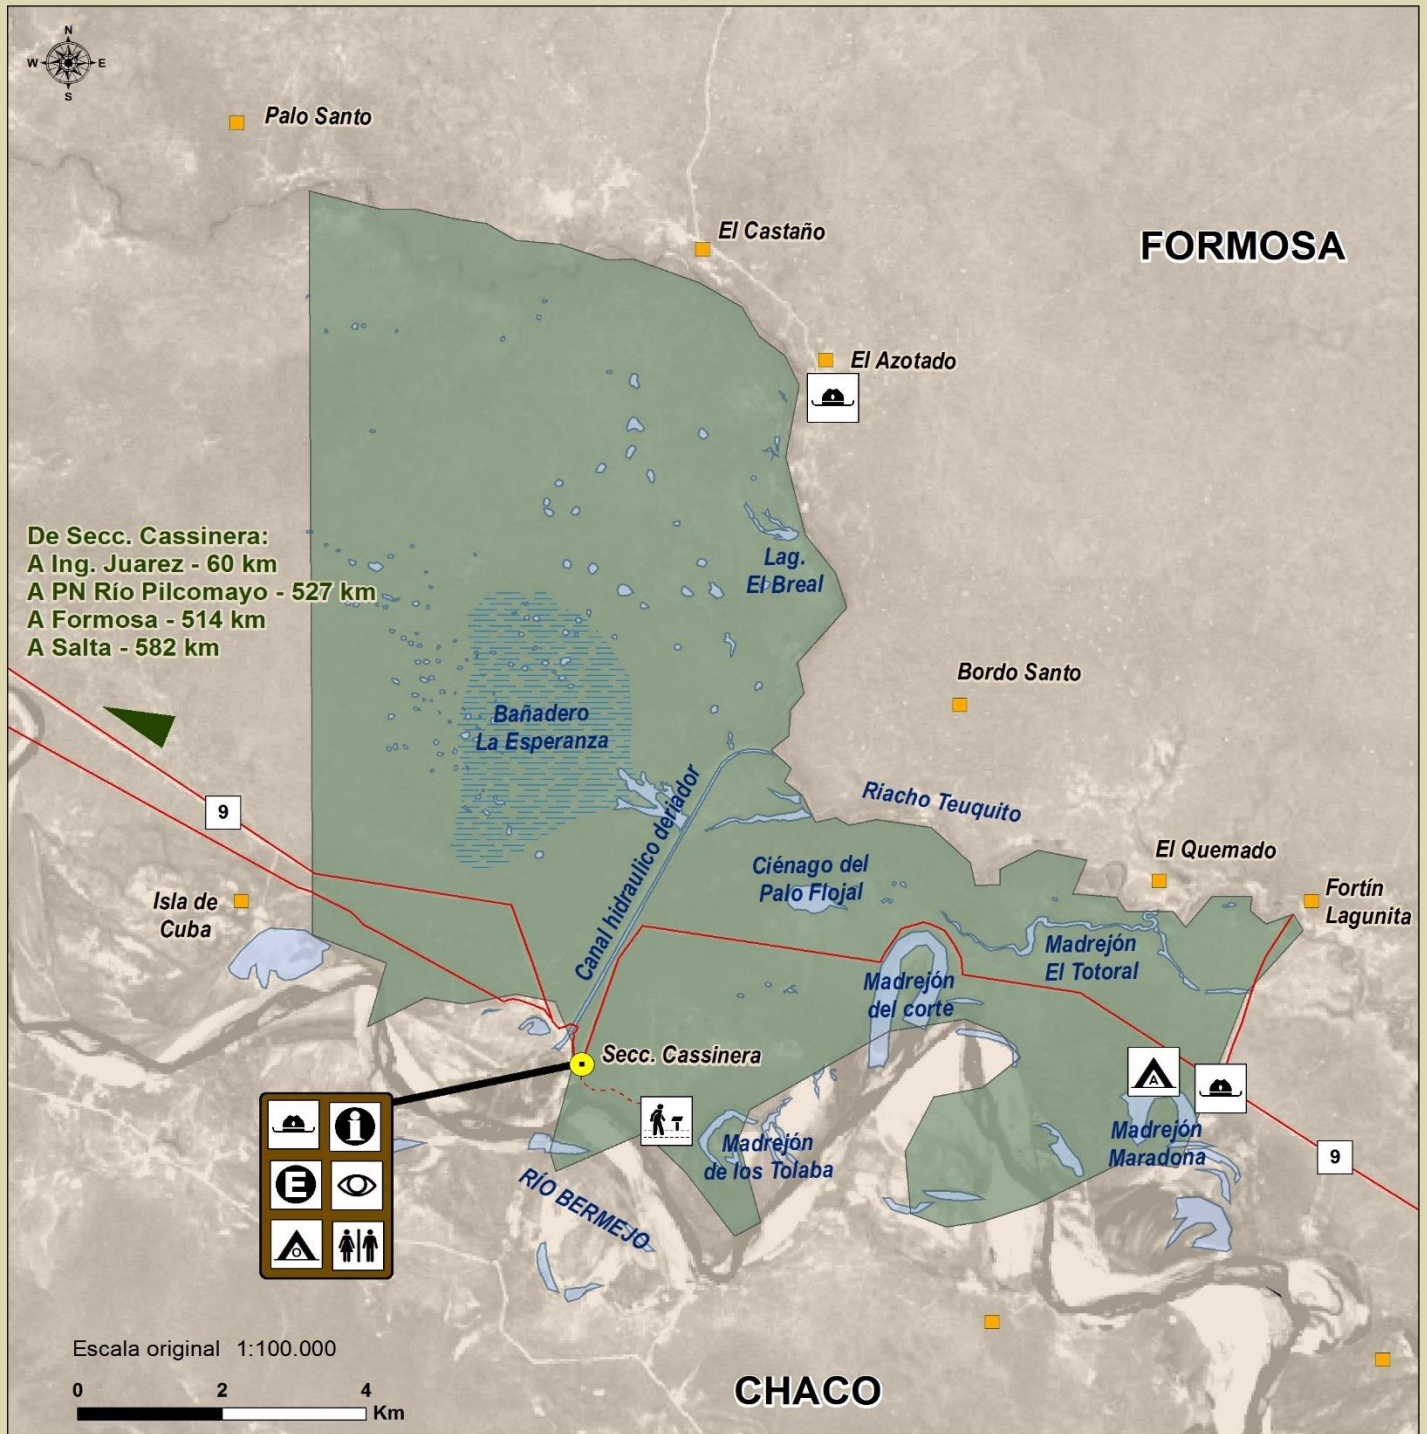 N
W
E
S
Palo Santo
El Castaño
FORMOSA
El Azotado
De Secc. Cassinera:
A Ing. Juarez - 60 km
A PN Río Pilcomayo - 527 km
A Formosa - 514 km
A Salta - 582 km
Lag.
El Breal
Bordo Santo
Bañadero
La Esperanza
Canal hidraulico deriador
Riacho Teuquito
9
El Quemado
Ciénago del
Palo Flojal
Isla de
Cuba
Fortín
Lagunita
Madrejón
El Totoral
Madrejón
del corte
Secc. Cassinera
A
i
E
O
Madrejón
de los Tolaba
Madrejón
Maradona
9
RÍO BERMEJO
Escala original 1:100.000
0 2 4
Km
CHACO